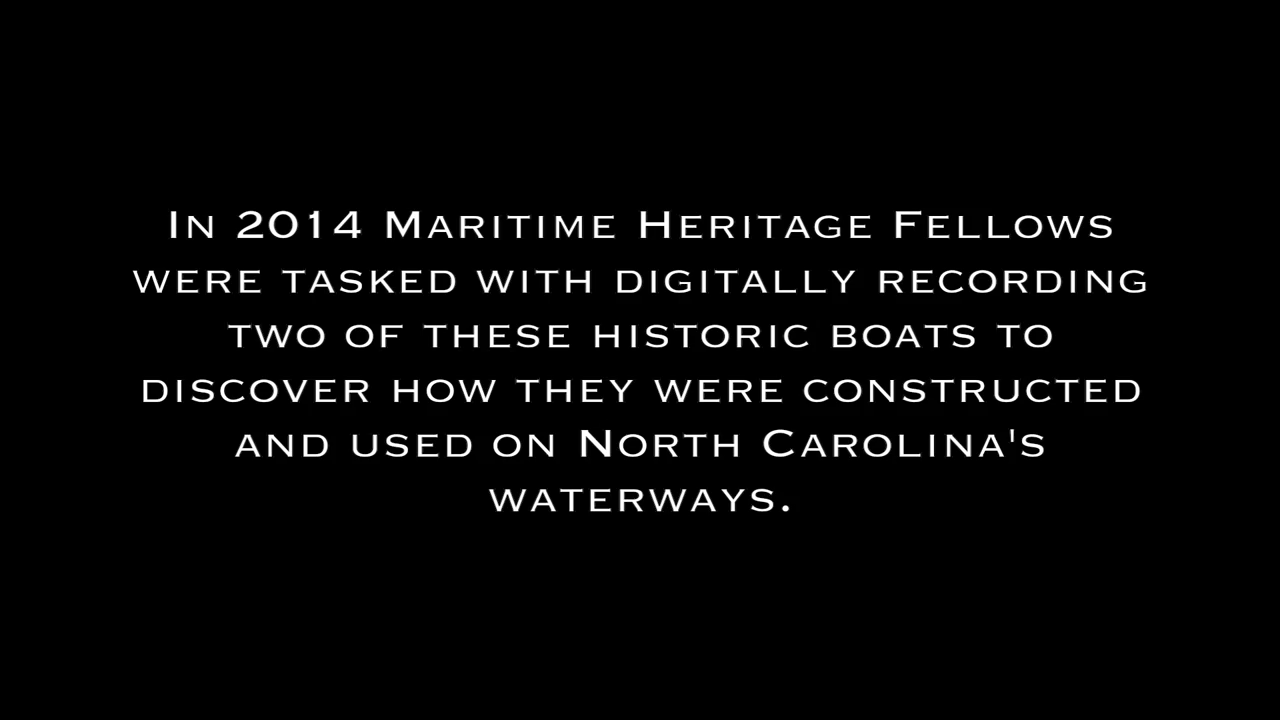 In 2014 Maritime Heritage Fellows
were tasked with digitally recording
two of these historic boats to
discover how they were constructed
and used on North Carolina's
waterways.